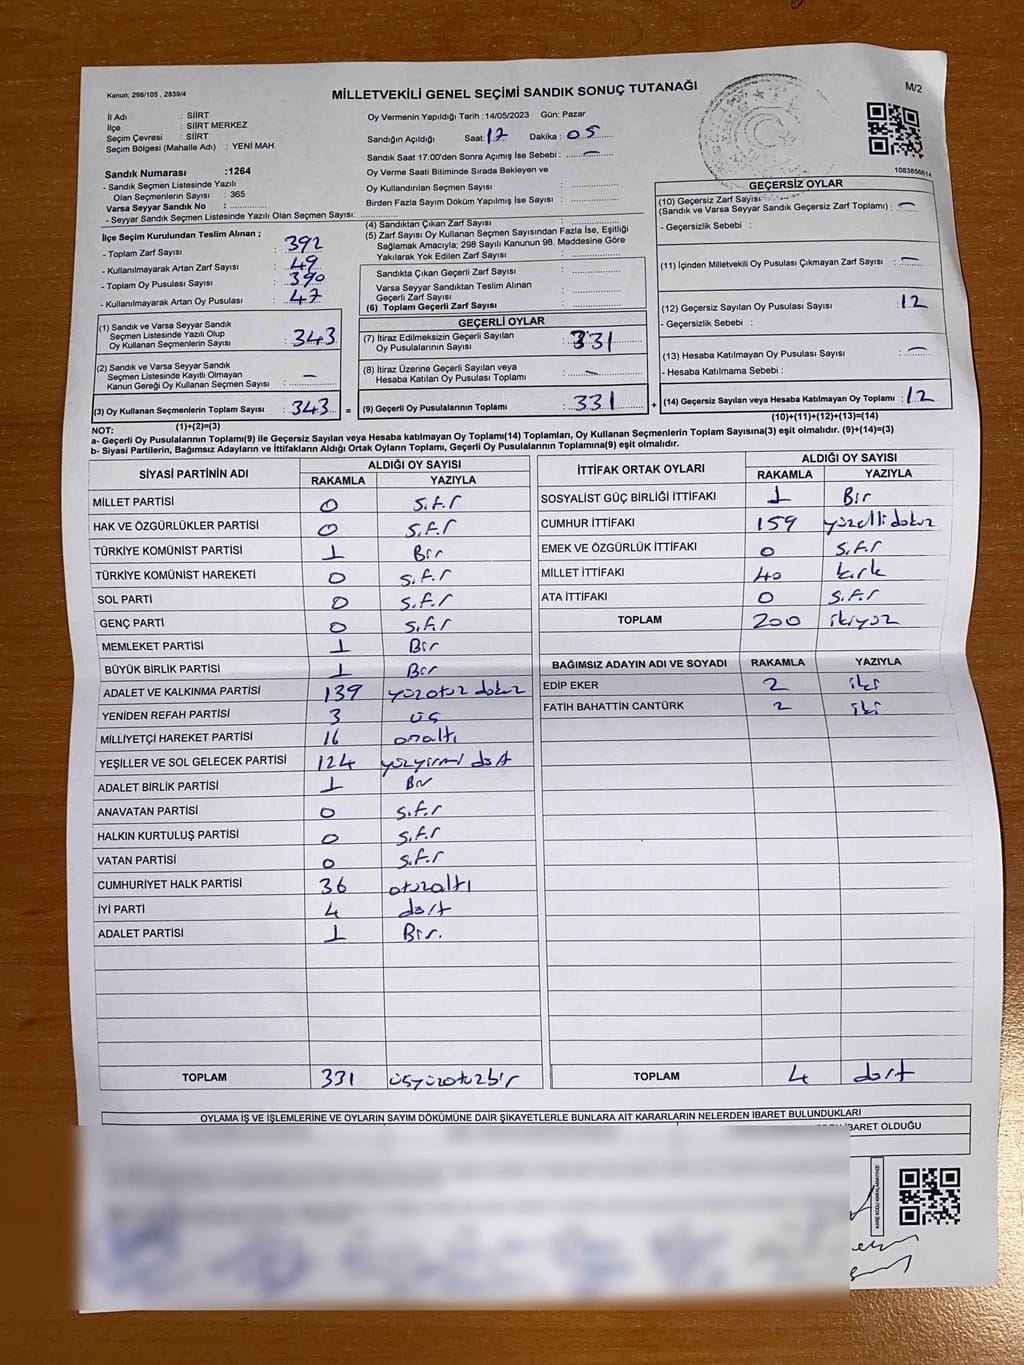 Kanun; 298/105 , 2839/4
MİLLETVEKİLİ GENEL SEÇİMİ SANDIK SONUÇ TUTANAĞI
M/2
İl Adı : SİİRT
İlçe : SİİRT MERKEZ
Seçim Çevresi : SİİRT
Seçim Bölgesi (Mahalle Adı) : YENİ MAH.
Oy Vermenin Yapıldığı Tarih :14/05/2023 Gün: Pazar
Sandığın Açıldığı Saat: 17 Dakika : 05
Sandık Saat 17:00'den Sonra Açımış İse Sebebi : —
Oy Verme Saati Bitiminde Sırada Bekleyen ve
Oy Kullandırılan Seçmen Sayısı :
Birden Fazla Sayım Döküm Yapılmış İse Sayısı :
Sandık Numarası :1264
- Sandık Seçmen Listesinde Yazılı
Olan Seçmenlerin Sayısı : 365
Varsa Seyyar Sandık No :
- Seyyar Sandık Seçmen Listesinde Yazılı Olan Seçmen Sayısı:
İlçe Seçim Kurulundan Teslim Alınan ;
- Toplam Zarf Sayısı : 392
- Kullanılmayarak Artan Zarf Sayısı : 49
- Toplam Oy Pusulası : 390
- Kullanılmayarak Artan Oy Pusulası : 47
(4) Sandıktan Çıkan Zarf Sayısı :
(5) Zarf Sayısı Oy Kullanan Seçmen Sayısından Fazla İse, Eşitliği
Sağlamak Amacıyla; 298 Sayılı Kanunun 98. Maddesine Göre
Yakılarak Yok Edilen Zarf Sayısı :
Sandıkta Çıkan Geçerli Zarf Sayısı :
Varsa Seyyar Sandıktan Teslim Alınan
Geçerli Zarf Sayısı :
(6) Toplam Geçerli Zarf Sayısı :
1083856614
GEÇERSİZ OYLAR
(10) Geçersiz Zarf Sayısı
(Sandık ve Varsa Seyyar Sandık Geçersiz Zarf Toplamı) : —
- Geçersizlik Sebebi :
(11) İçinden Milletvekili Oy Pusulası Çıkmayan Zarf Sayısı : —
(12) Geçersiz Sayılan Oy Pusulası Sayısı : 12
- Geçersizlik Sebebi :
(13) Hesaba Katılmayan Oy Pusulası Sayısı : —
- Hesaba Katılmama Sebebi :
(14) Geçersiz Sayılan veya Hesaba Katılmayan Oy Toplamı : 12
(10)+(11)+(12)+(13)=(14)
(1) Sandık ve Varsa Seyyar Sandık
Seçmen Listesinde Yazılı Olup
Oy Kullanan Seçmenlerin Sayısı : 343
(2) Sandık ve Varsa Seyyar Sandık
Seçmen Listesinde Kayıtlı Olmayan
Kanun Gereği Oy Kullanan Seçmen Sayısı : —
(3) Oy Kullanan Seçmenlerin Toplam Sayısı : 343 =
(1)+(2)=(3)
GEÇERLİ OYLAR
(7) İtiraz Edilmeksizin Geçerli Sayılan
Oy Pusulalarının Sayısı : 331
(8) İtiraz Üzerine Geçerli Sayılan veya
Hesaba Katılan Oy Pusulası Toplamı : —
(9) Geçerli Oy Pusulalarının Toplamı : 331 +
NOT:
a- Geçerli Oy Pusulaları Toplamı(9) ile Geçersiz Sayılan veya Hesaba katılmayan Oy Toplamı(14) Toplamları, Oy Kullanan Seçmenlerin Toplam Sayısına(3) eşit olmalıdır. (9)+(14)=(3)
b- Siyasi Partilerin, Bağımsız Adayların ve İttifakların Aldığı Ortak Oyların Toplamı, Geçerli Oy Pusulalarının Toplamına(9) eşit olmalıdır.
SİYASİ PARTİNİN ADI ALDIĞI OY SAYISI
RAKAMLA YAZIYLA
MİLLET PARTİSİ 0 Sıfır
HAK VE ÖZGÜRLÜKLER PARTİSİ 0 Sıfır
TÜRKİYE KOMÜNİST PARTİSİ 1 Bir
TÜRKİYE KOMÜNİST HAREKETİ 0 Sıfır
SOL PARTİ 0 Sıfır
GENÇ PARTİ 0 Sıfır
MEMLEKET PARTİSİ 1 Bir
BÜYÜK BİRLİK PARTİSİ 1 Bir
ADALET VE KALKINMA PARTİSİ 139 yüzotuz dokuz
YENİDEN REFAH PARTİSİ 3 üç
MİLLİYETÇİ HAREKET PARTİSİ 16 onaltı
YEŞİLLER VE SOL GELECEK PARTİSİ 124 yüzyirmi dört
ADALET BİRLİK PARTİSİ 1 Bir
ANAVATAN PARTİSİ 0 Sıfır
HALKIN KURTULUŞ PARTİSİ 0 Sıfır
VATAN PARTİSİ 0 Sıfır
CUMHURİYET HALK PARTİSİ 36 otuzaltı
İYİ PARTİ 4 dört
ADALET PARTİSİ 1 Bir.
TOPLAM 331 üçyüzotuzbir
İTTİFAK ORTAK OYLARI ALDIĞI OY SAYISI
RAKAMLA YAZIYLA
SOSYALİST GÜÇ BİRLİĞİ İTTİFAKI 1 Bir
CUMHUR İTTİFAKI 159 yüzelli dokuz
EMEK VE ÖZGÜRLÜK İTTİFAKI 0 Sıfır
MİLLET İTTİFAKI 40 kırk
ATA İTTİFAKI 0 Sıfır
TOPLAM 200 ikiyüz
BAĞIMSIZ ADAYIN ADI VE SOYADI RAKAMLA YAZIYLA
EDİP EKER 2 iki
FATİH BAHATTİN CANTÜRK 2 iki
TOPLAM 4 dört
OYLAMA İŞ VE İŞLEMLERİNE VE OYLARIN SAYIM DÖKÜMÜNE DAİR ŞİKAYETLERLE BUNLARA AİT KARARLARIN NELERDEN İBARET BULUNDUKLARI
İBARET OLDUĞU
KARE KODU KARALAMAYINIZ!